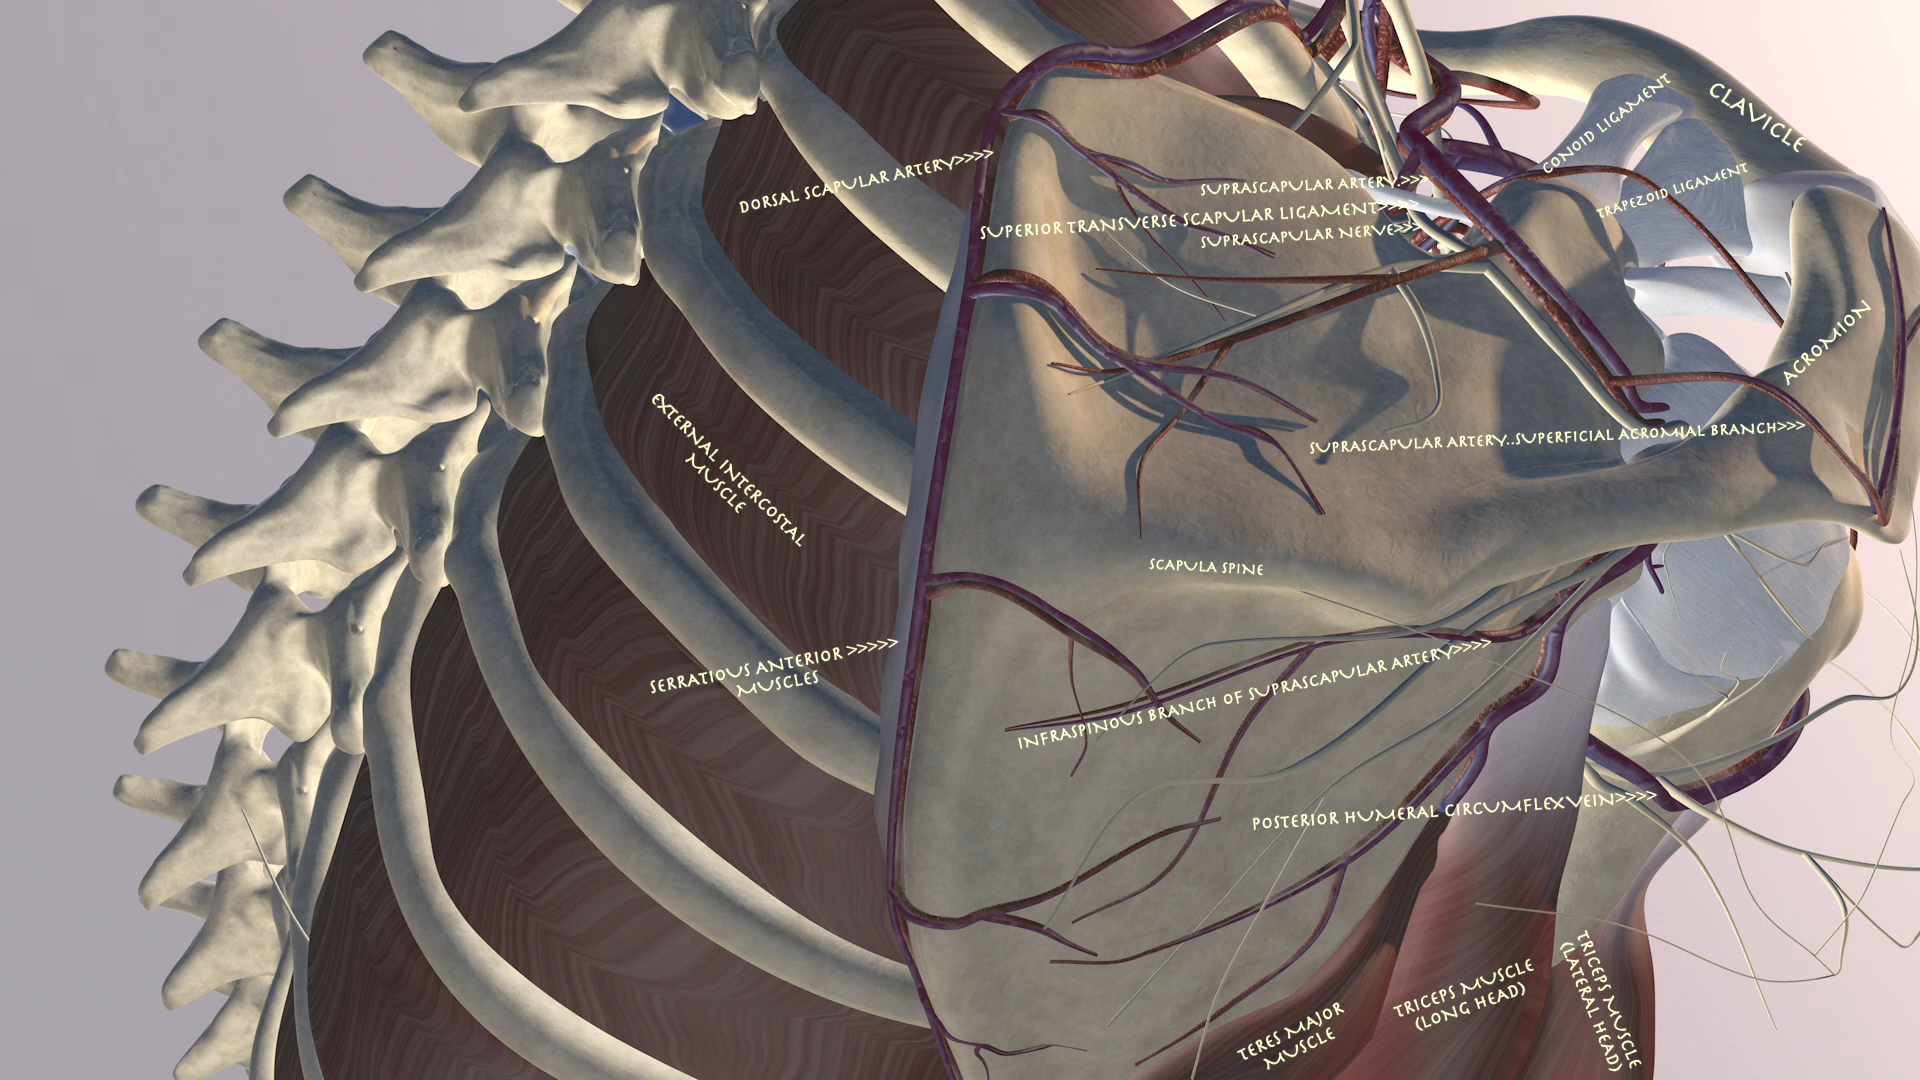 CLAVICLE
CONOID LIGAMENT
TRAPEZOID LIGAMENT
DORSAL SCAPULAR ARTERY>>>>
SUPRASCAPULAR ARTERY.>>>
SUPERIOR TRANSVERSE SCAPULAR LIGAMENT>>>>
SUPRASCAPULAR NERVE>>>
ACROMION
EXTERNAL INTERCOSTAL
MUSCLE
SUPRASCAPULAR ARTERY..SUPERFICIAL ACROMIAL BRANCH>>>
SCAPULA SPINE
SERRATIOUS ANTERIOR >>>>>
MUSCLES
INFRASPINOUS BRANCH OF SUPRASCAPULAR ARTERY>>>>
POSTERIOR HUMERAL CIRCUMFLEX VEIN>>>>
TERES MAJOR
MUSCLE
TRICEPS MUSCLE
(LONG HEAD)
TRICEPS MUSCLE
(LATERAL HEAD)